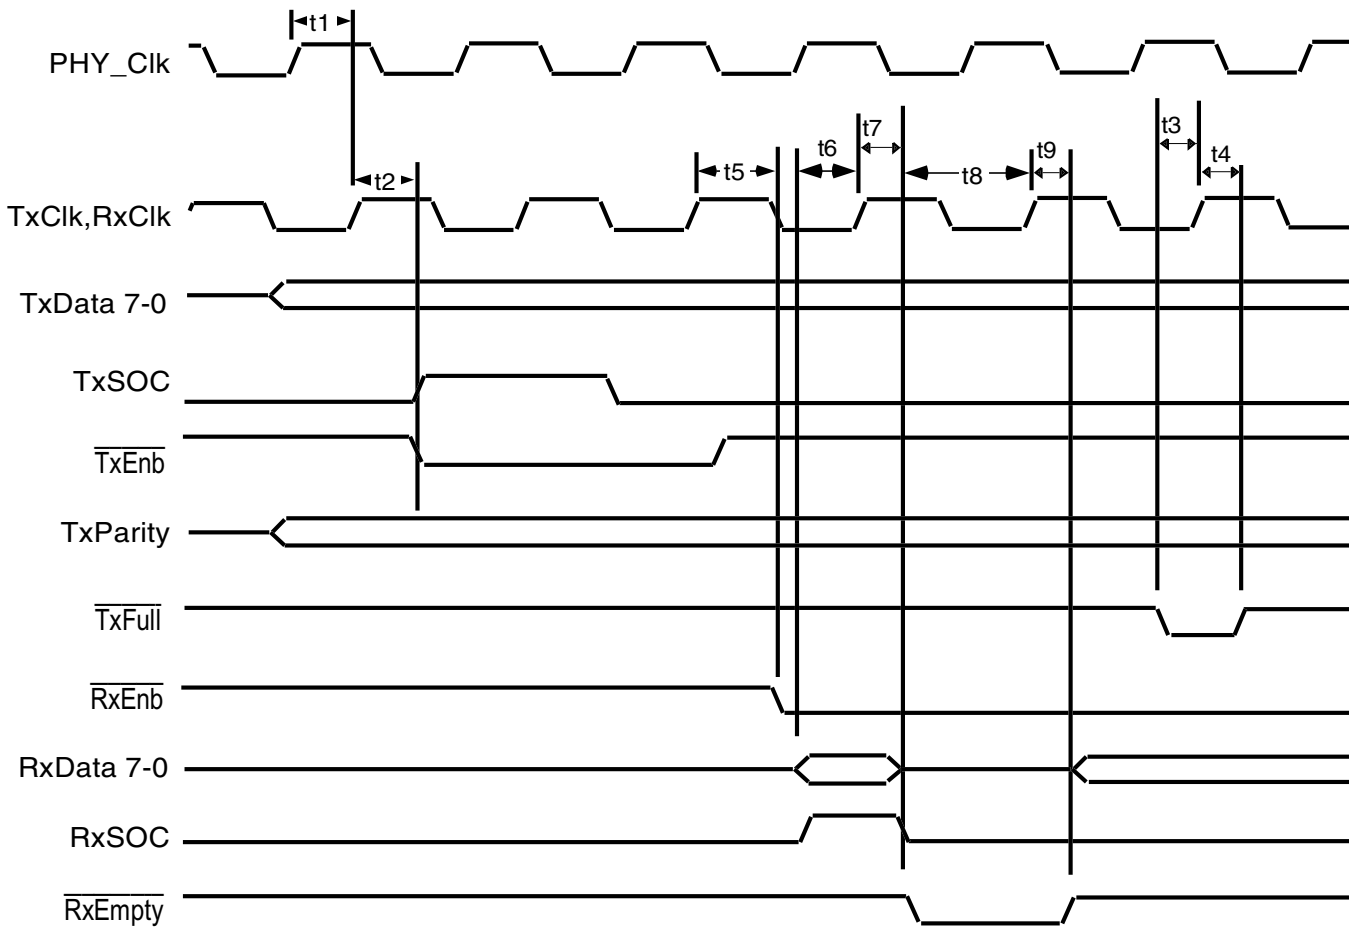 t1
PHY_Clk
t7
t3
t6
t9
t4
t2
t5
t8
TxClk,RxClk
TxData 7-0
TxSOC
TxEnb
TxParity
TxFull
RxEnb
RxData 7-0
RxSOC
RxEmpty